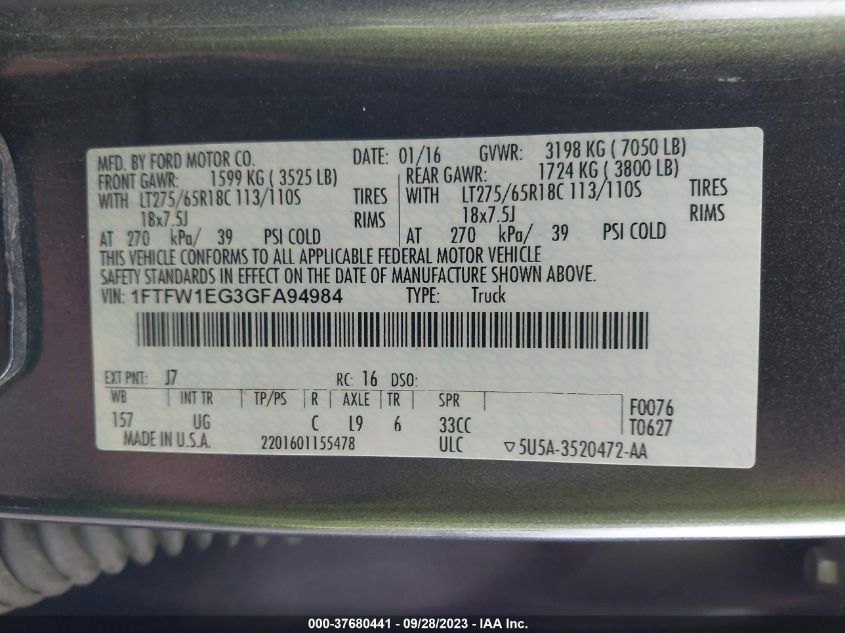 MFD. BY FORD MOTOR CO. DATE: 01/16 GVWR: 3198 KG ( 7050 LB)
FRONT GAWR: 1599 KG ( 3525 LB) REAR GAWR: 1724 KG ( 3800 LB)
WITH LT275/65R18C 113/110S TIRES WITH LT275/65R18C 113/110S TIRES
18x7.5J RIMS 18x7.5J RIMS
AT 270 kPa/ 39 PSI COLD AT 270 kPa/ 39 PSI COLD
THIS VEHICLE CONFORMS TO ALL APPLICABLE FEDERAL MOTOR VEHICLE
SAFETY STANDARDS IN EFFECT ON THE DATE OF MANUFACTURE SHOWN ABOVE.
VIN: 1FTFW1EG3GFA94984 TYPE: Truck
EXT PNT: J7 RC: 16 DSO:
WB INT TR TP/PS R AXLE TR SPR
157 UG C L9 6 33CC
F0076
T0627
MADE IN U.S.A. 2201601155478 ULC ▽5U5A-3520472-AA
000-37680441 - 09/28/2023 - IAA Inc.